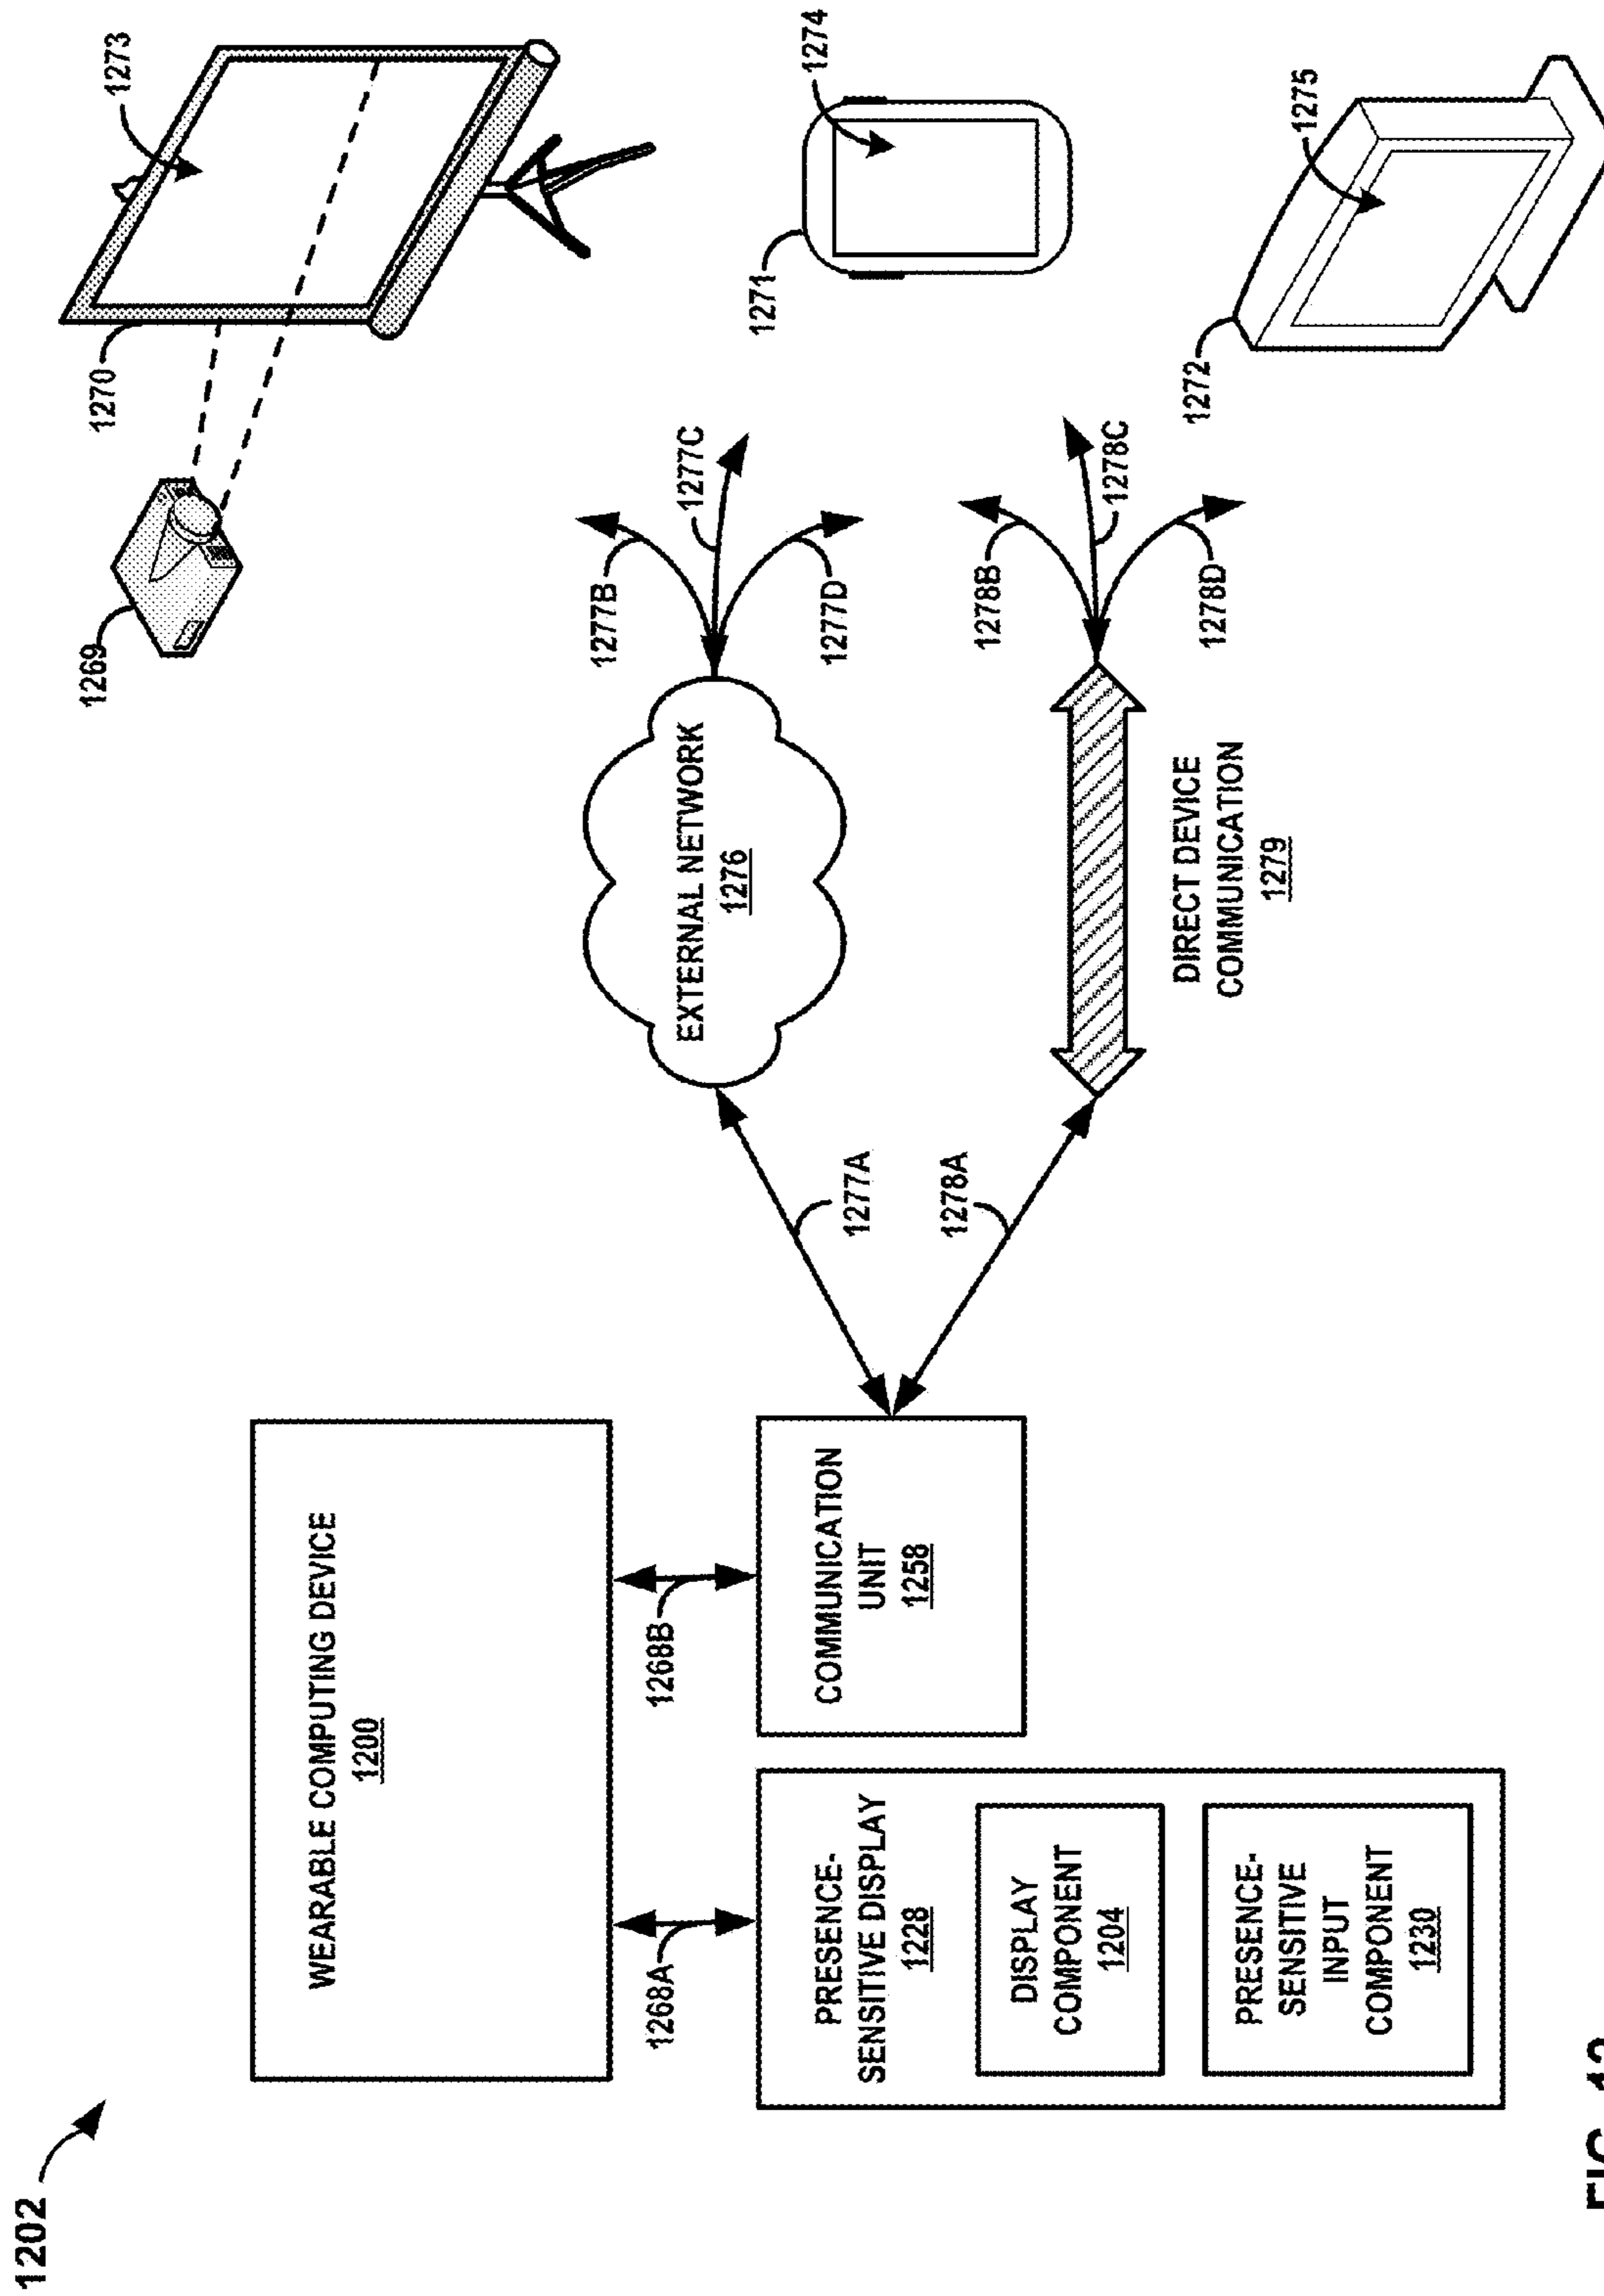 1202
1269
1270
1273
WEARABLE COMPUTING DEVICE
1200
1268A
1268B
PRESENCE-
SENSITIVE DISPLAY
1228
DISPLAY
COMPONENT
1204
PRESENCE-
SENSITIVE
INPUT
COMPONENT
1230
COMMUNICATION
UNIT
1258
1277A
1278A
EXTERNAL NETWORK
1276
1277B
1277C
1277D
1278B
1278C
1278D
DIRECT DEVICE
COMMUNICATION
1279
1271
1274
1272
1275